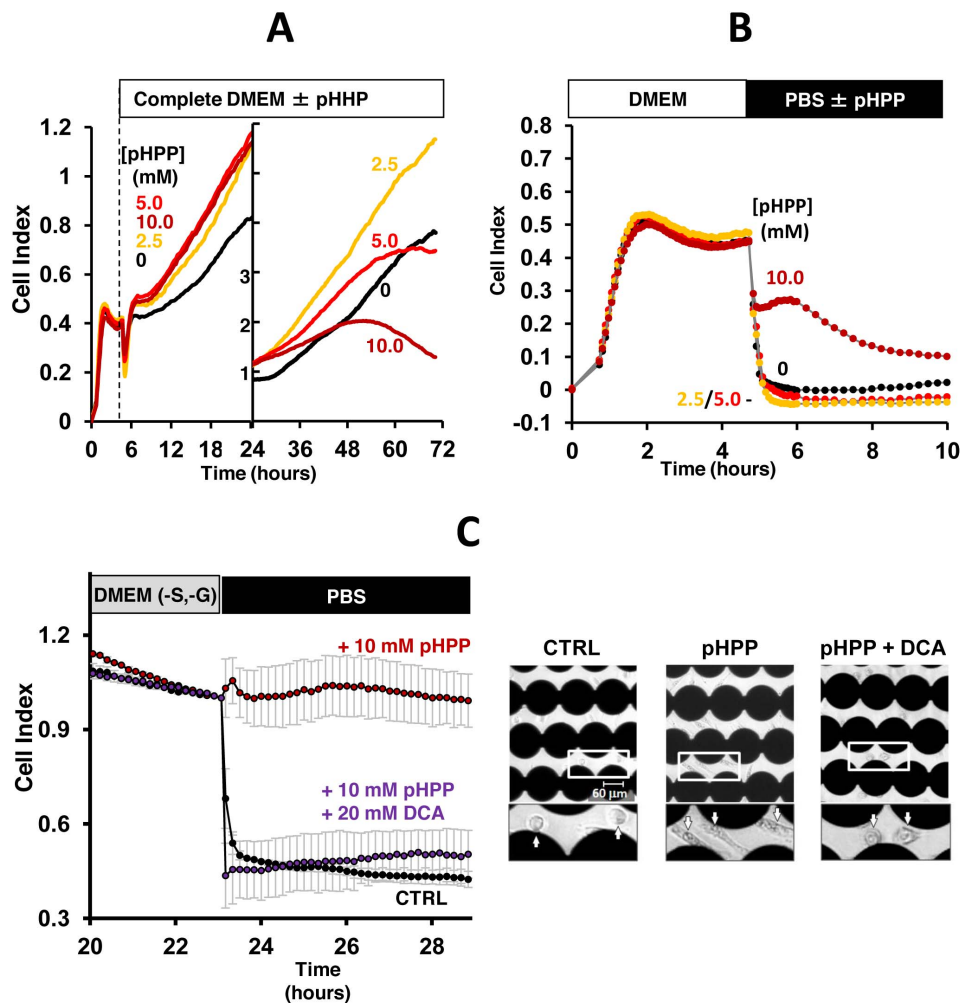 A
Complete DMEM ± pHHP
1.2
1
0.8
0.6
0.4
0.2
0
Cell Index
[pHPP]
(mM)
5.0
10.0
2.5
0
3
2
1
2.5
5.0
0
10.0
0 6 12 18 24 26 36 48 60 72
Time (hours)
B
DMEM
PBS ± pHPP
0.8
0.7
0.6
0.5
0.4
0.3
0.2
0.1
0
-0.1
Cell Index
[pHPP]
(mM)
10.0
0
2.5/5.0 -
0 2 4 6 8 10
Time (hours)
C
DMEM (-S,-G)
PBS
1.2
0.9
0.6
0.3
Cell Index
+ 10 mM pHPP
+ 10 mM pHPP
+ 20 mM DCA
CTRL
20 22 24 26 28
Time
(hours)
CTRL
pHPP
pHPP + DCA
60 μm